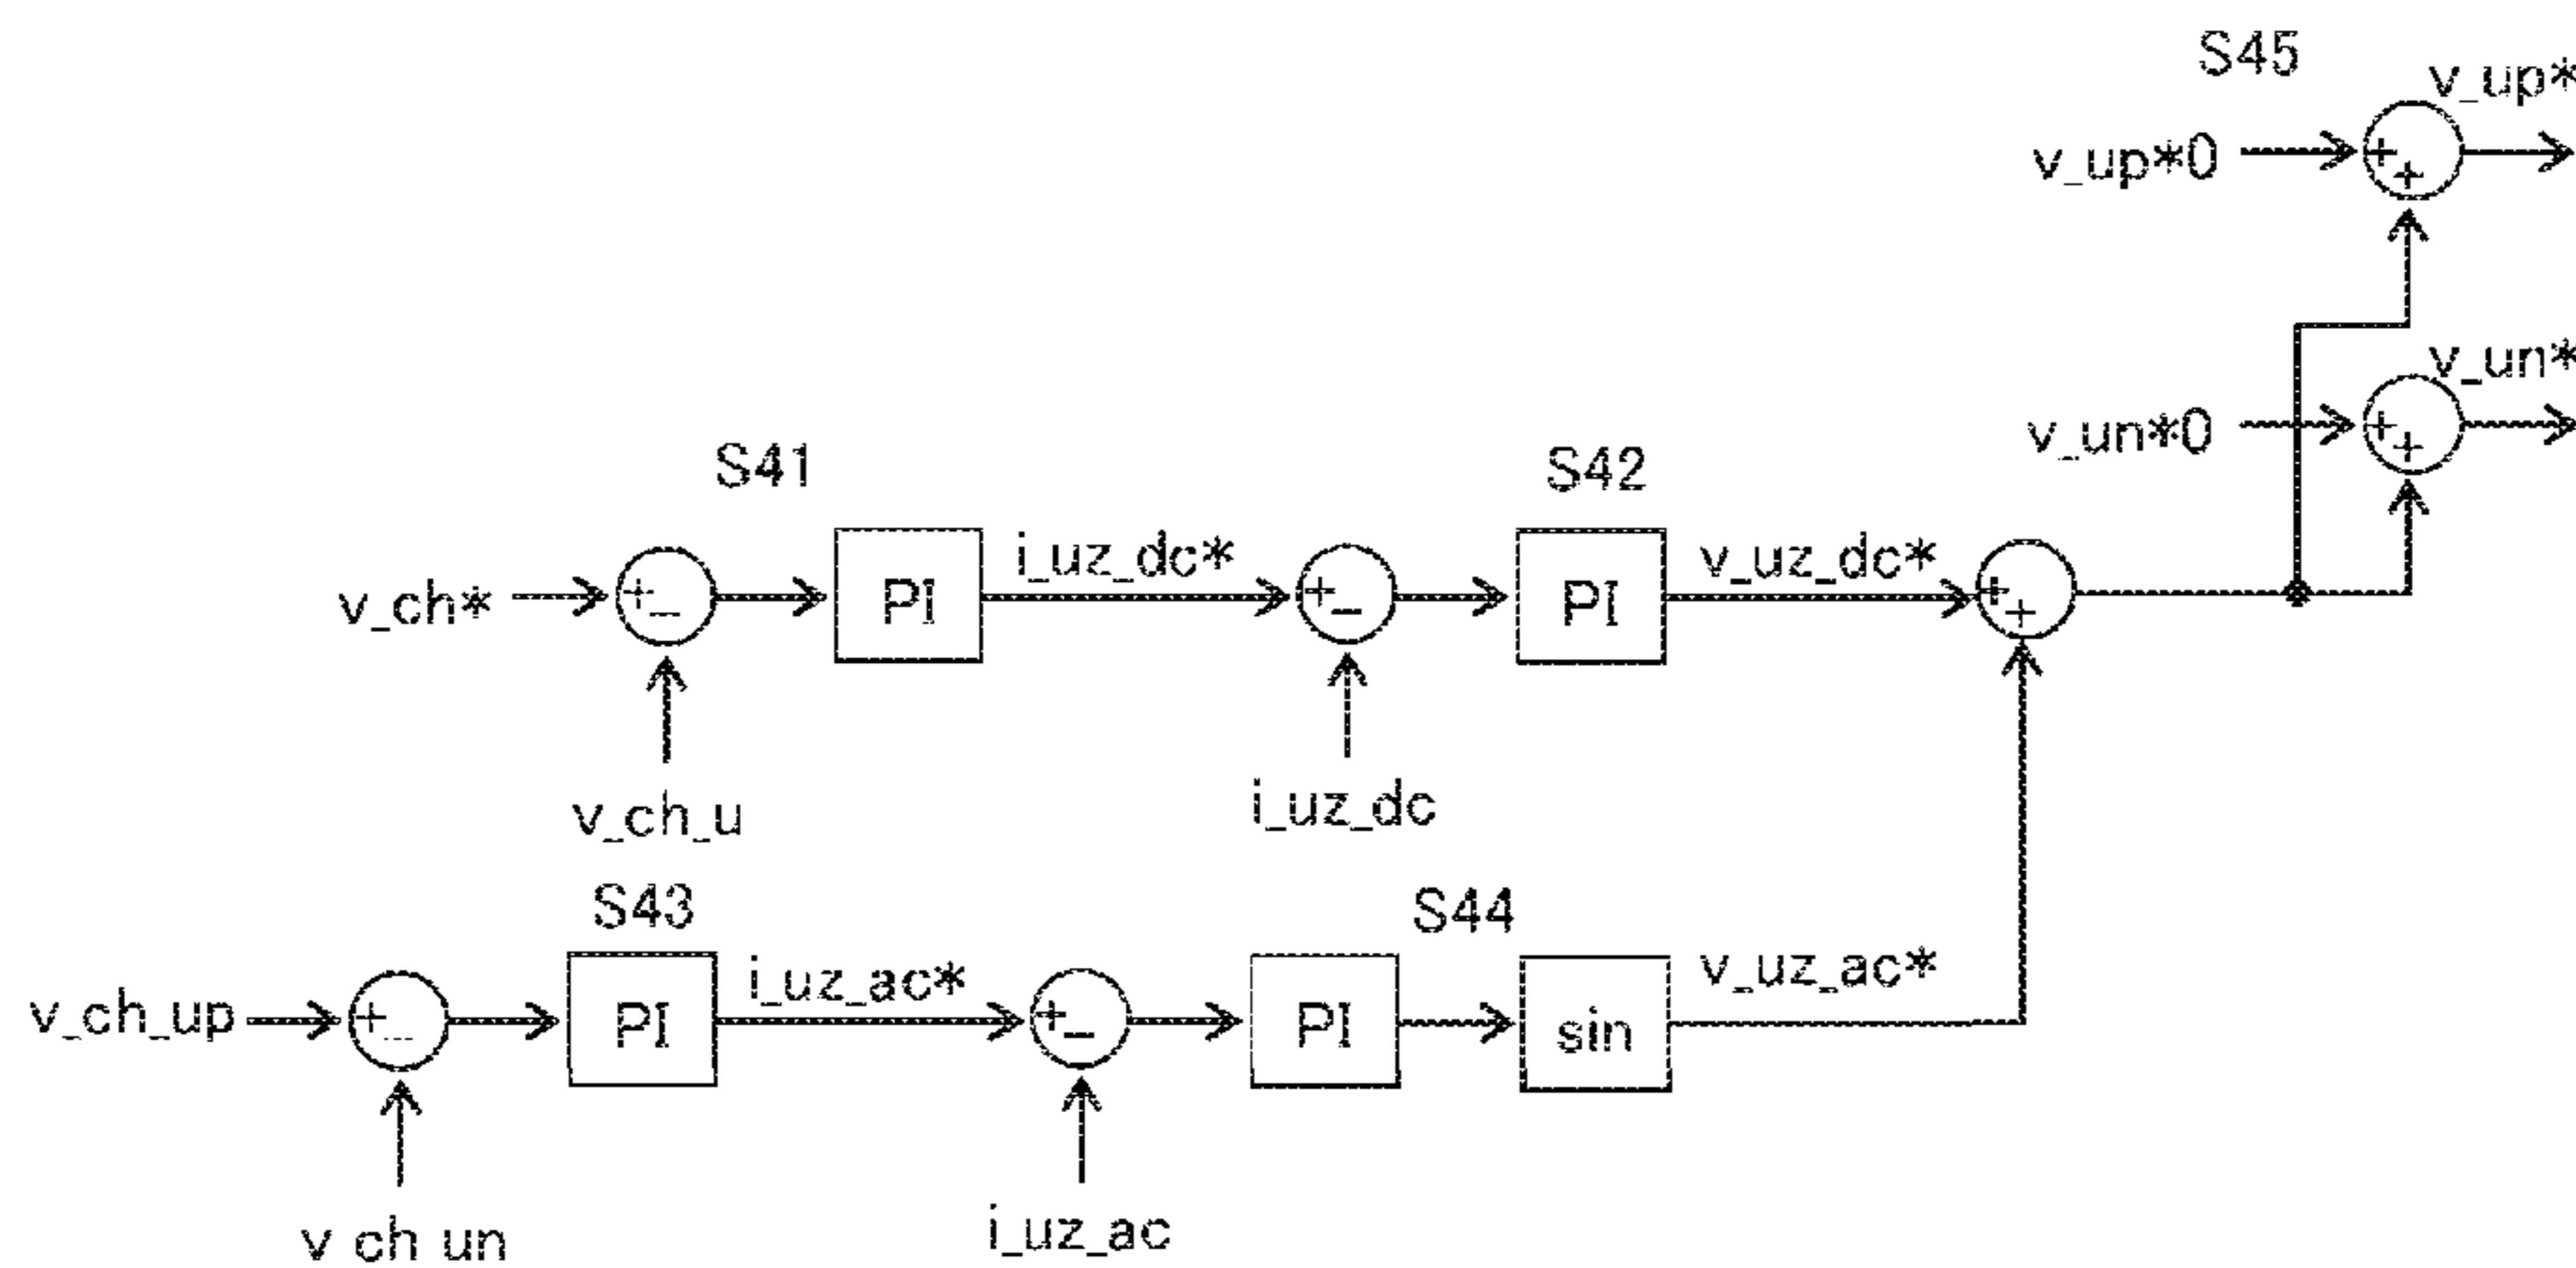 S45
v_up*
v_up*0
+
+
v_un*
v_un*0
+
+
S41
S42
v_ch*
+
−
PI
i_uz_dc*
+
−
PI
v_uz_dc*
+
+
v_ch_u
i_uz_dc
S43
S44
v_ch_up
+
−
PI
i_uz_ac*
+
−
PI
sin
v_uz_ac*
v ch un
i_uz_ac